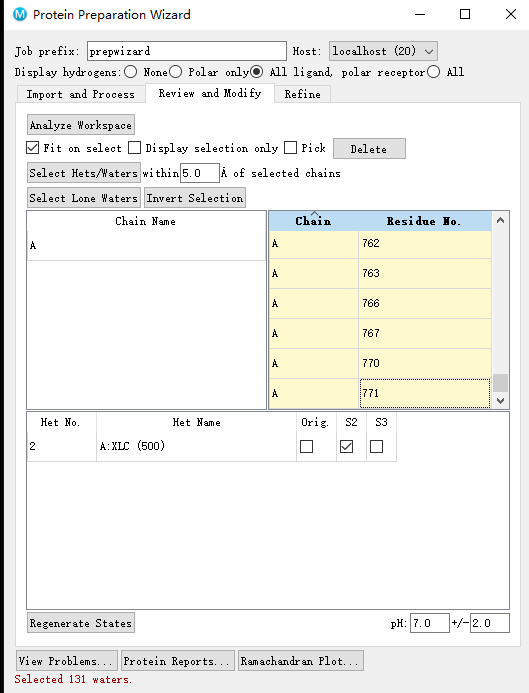 M Protein Preparation Wizard
Job prefix: prepwizard Host: localhost (20)
Display hydrogens: None Polar only All ligand, polar receptor All
Import and Process Review and Modify Refine
Analyze Workspace
Fit on select Display selection only Pick Delete
Select Hets/Waters within 5.0 Å of selected chains
Select Lone Waters Invert Selection
Chain Name Chain Residue No.
A A 762
A 763
A 766
A 767
A 770
A 771
Het No. Het Name Orig. S2 S3
2 A:XLC (500)
Regenerate States pH: 7.0 +/- 2.0
View Problems... Protein Reports... Ramachandran Plot...
Selected 131 waters.